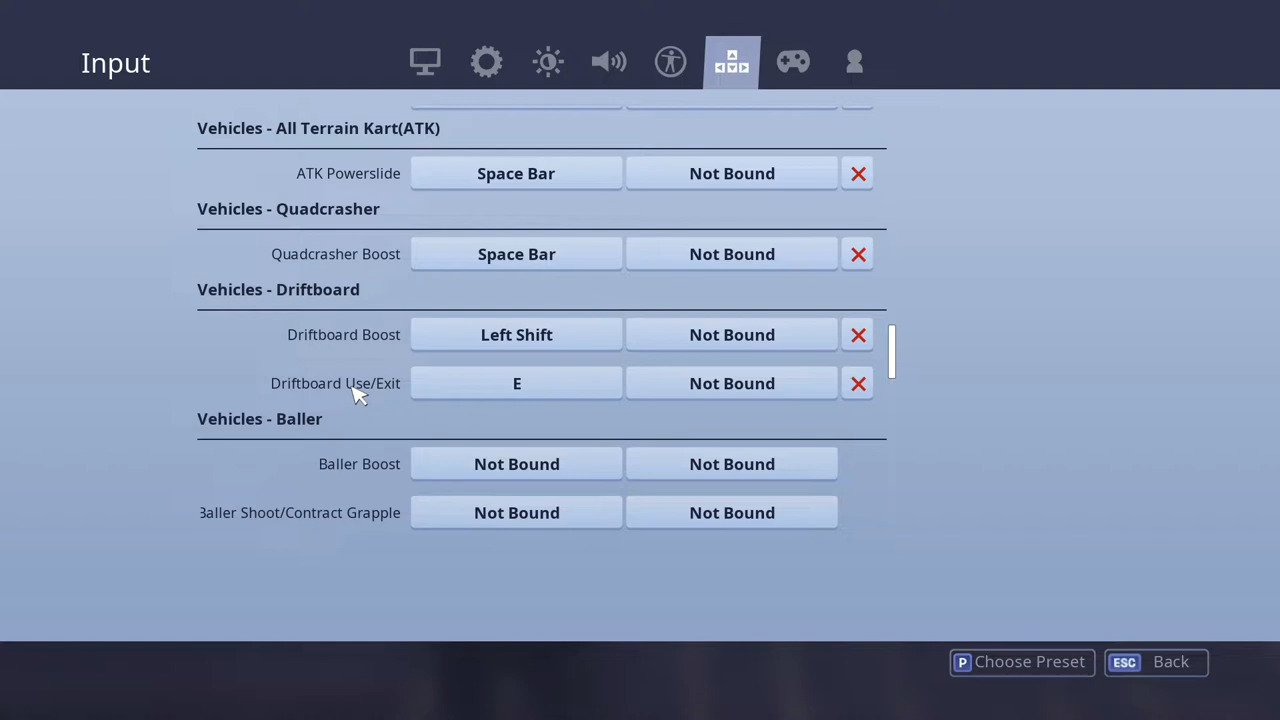 Input
Vehicles - All Terrain Kart(ATK)
ATK Powerslide Space Bar Not Bound
Vehicles - Quadcrasher
Quadcrasher Boost Space Bar Not Bound
Vehicles - Driftboard
Driftboard Boost Left Shift Not Bound
Driftboard Use/Exit E Not Bound
Vehicles - Baller
Baller Boost Not Bound Not Bound
Baller Shoot/Contract Grapple Not Bound Not Bound
P Choose Preset ESC Back